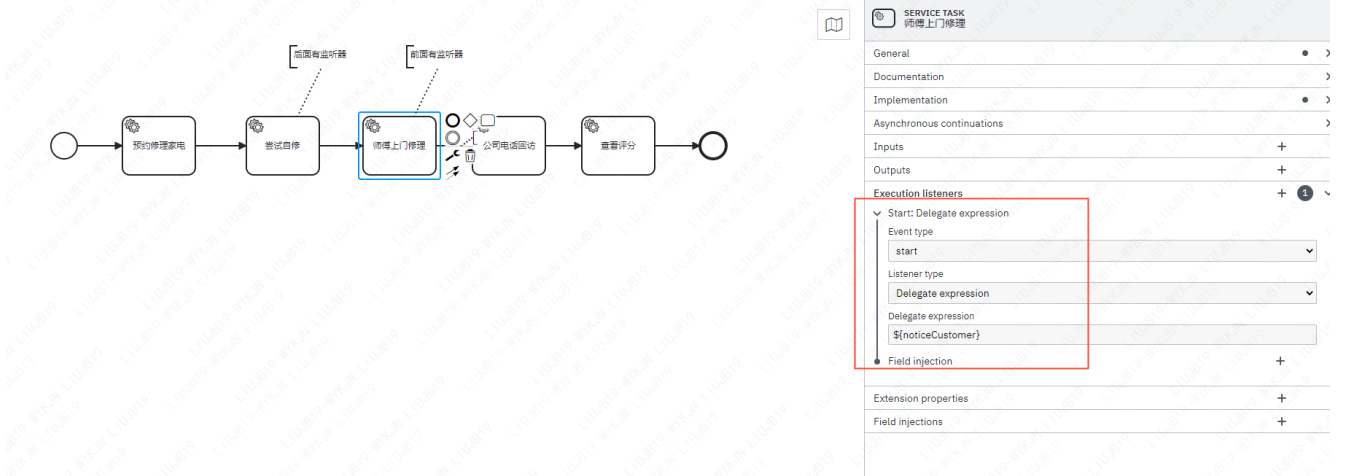 后面有监听器
前面有监听器
预约修理家电
尝试自修
师傅上门修理
公司电话回访
查看评分
SERVICE TASK
师傅上门修理
General
Documentation
Implementation
Asynchronous continuations
Inputs
Outputs
Execution listeners
1
Start: Delegate expression
Event type
start
Listener type
Delegate expression
Delegate expression
${noticeCustomer}
Field injection
Extension properties
Field injections